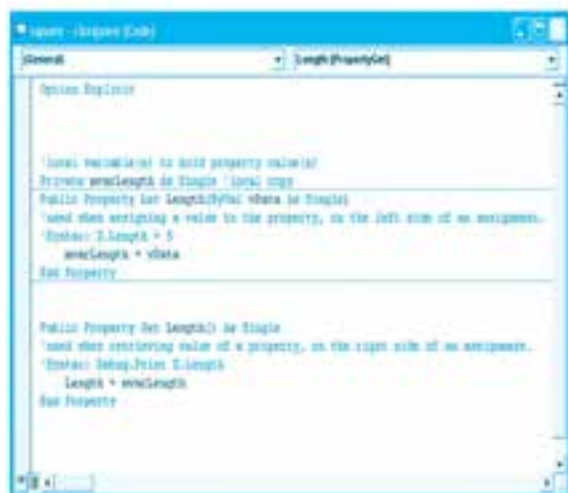 square - clsSquare (Code)
(General)
Length [PropertyGet]
Option Explicit
'local variable(s) to hold property value(s)
Private mvarLength As Single 'local copy
Public Property Let Length(ByVal vData As Single)
'used when assigning a value to the property, on the left side of an assignment.
'Syntax: X.Length = 5
mvarLength = vData
End Property
Public Property Get Length() As Single
'used when retrieving value of a property, on the right side of an assignment.
'Syntax: Debug.Print X.Length
Length = mvarLength
End Property